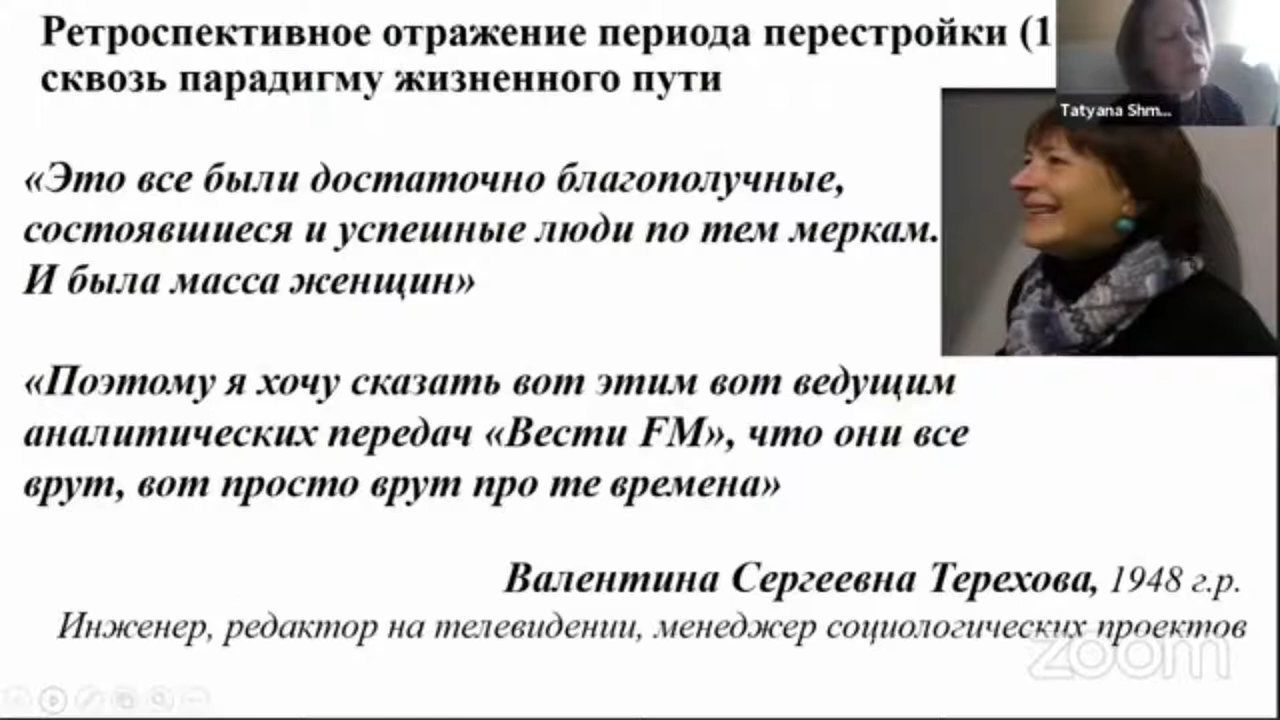 Ретроспективное отражение периода перестройки (1
сквозь парадигму жизненного пути
Tatyana Shm...
«Это все были достаточно благополучные,
состоявшиеся и успешные люди по тем меркам.
И была масса женщин»
«Поэтому я хочу сказать вот этим вот ведущим
аналитических передач «Вести FM», что они все
врут, вот просто врут про те времена»
Валентина Сергеевна Терехова, 1948 г.р.
Инженер, редактор на телевидении, менеджер социологических проектов
zoom